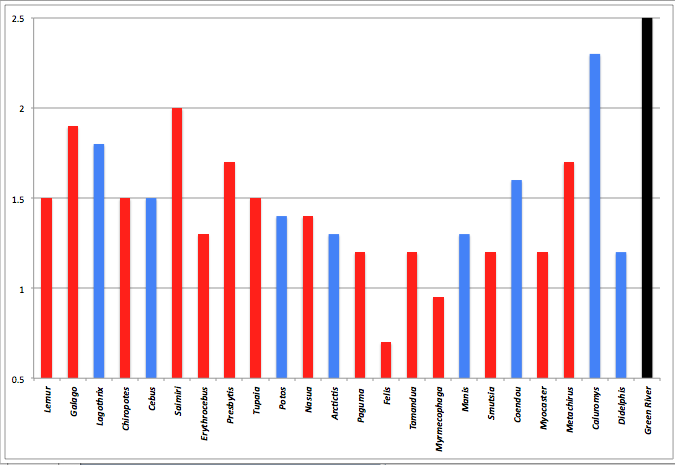 2.5
2
1.5
1
0.5
Lemur
Galago
Lagothrix
Chiropotes
Cebus
Saimiri
Erythrocebus
Presbytis
Tupaia
Potos
Nasua
Arctictis
Paguma
Felis
Tamandua
Myrmecophaga
Manis
Smutsia
Coendou
Myocaster
Metachirus
Caluromys
Didelphis
Green River